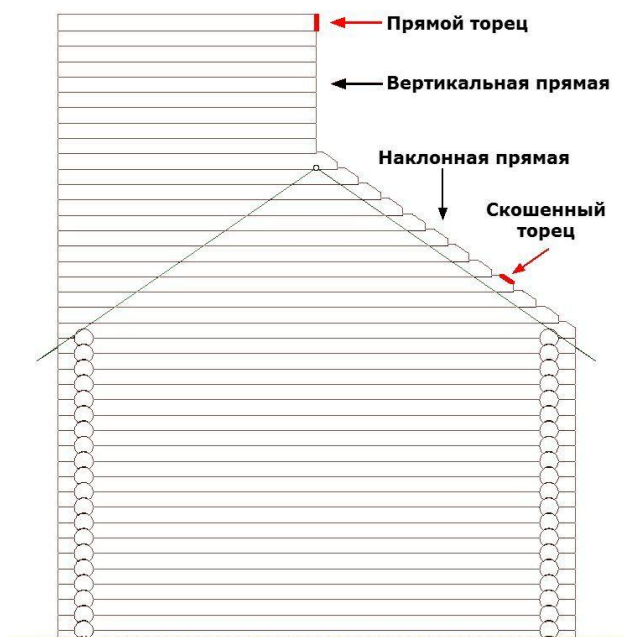 Прямой торец
Вертикальная прямая
Наклонная прямая
Скошенный
торец